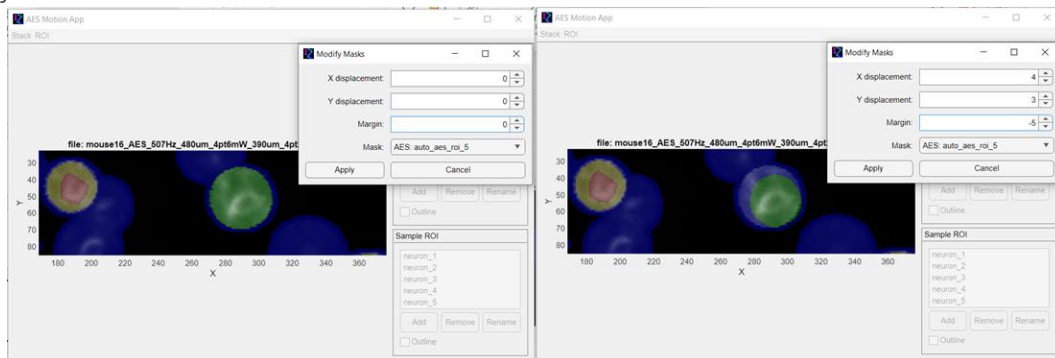 AES Motion App
Stack ROI
Modify Masks
X displacement: 0
Y displacement: 0
Margin: 0
Mask: AES: auto_aes_roi_5
Apply Cancel
file: mouse16_AES_507Hz_480um_4pt6mW_390um_4pt
30
40
50
60
70
80
Y
180 200 220 240 260 280 300 320 340 360
X
Add Remove Rename
Outline
Sample ROI
neuron_1
neuron_2
neuron_3
neuron_4
neuron_5
Add Remove Rename
Outline
AES Motion App
Stack ROI
Modify Masks
X displacement: 4
Y displacement: 3
Margin: -5
Mask: AES: auto_aes_roi_5
Apply Cancel
file: mouse16_AES_507Hz_480um_4pt6mW_390um_4pt
30
40
50
60
70
80
Y
180 200 220 240 260 280 300 320 340 360
X
Add Remove Rename
Outline
Sample ROI
neuron_1
neuron_2
neuron_3
neuron_4
neuron_5
Add Remove Rename
Outline